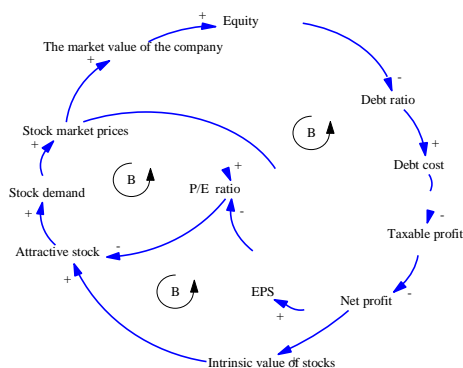 +
Equity
The market value of the company
+
-
Debt ratio
+
Stock market prices
B
+
Debt cost
+
B
+
P/E ratio
Stock demand
+
-
-
Taxable profit
Attractive stock
-
+
B
EPS
-
Net profit
+
Intrinsic value of stocks